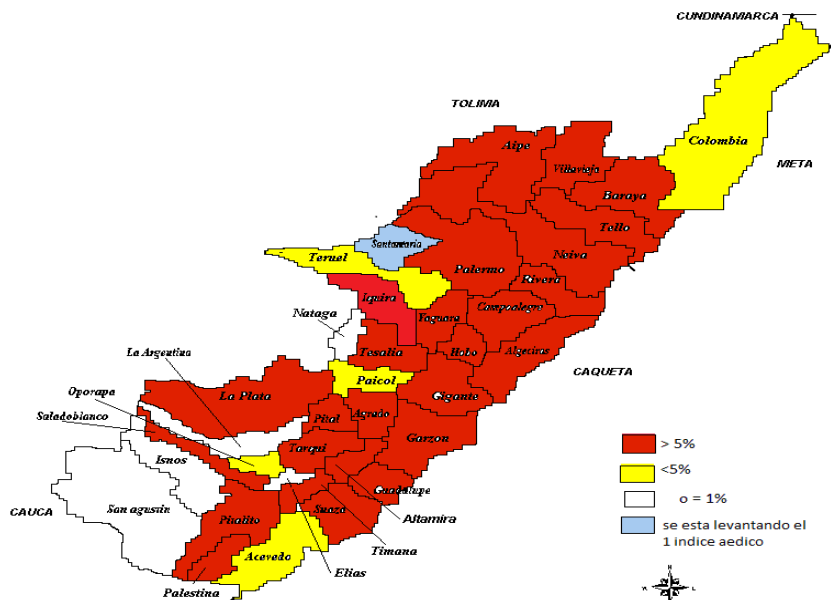 CUNDINAMARCA
TOLIMA
Colombia
Aipe
Villavieja
META
Baraya
Tello
Santamaria
Teruel
Neiva
Palermo
Rivera
Iquira
Nataga
Yaguara
Campoalegre
La Argentina
Tesalia
Hobo
Algeciras
CAQUETA
Oporapa
Paicol
La Plata
Gigante
Saladoblanco
Pital
Agrado
Garzon
> 5%
Tarqui
Isnos
<5%
Guadalupe
o = 1%
CAUCA
San agustin
Suaza
Altamira
Pitalito
se esta levantando el
1 indice aedico
Timana
Acevedo
Elias
Palestina
N